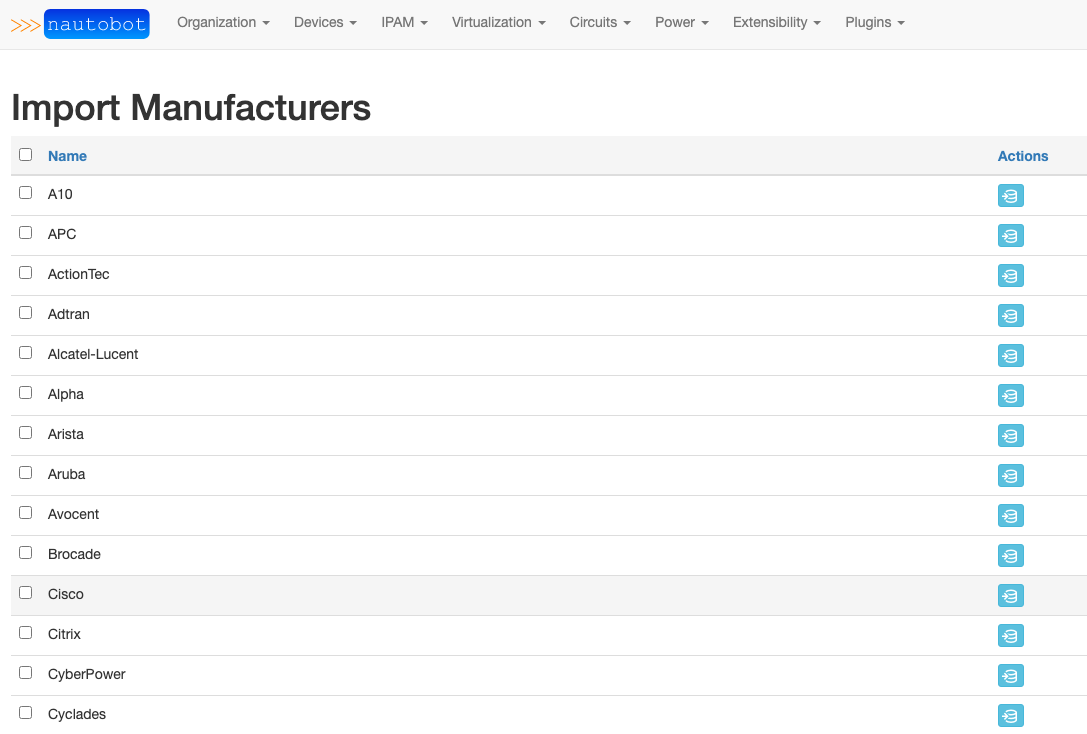 >>> nautobot Organization Devices IPAM Virtualization Circuits Power Extensibility Plugins
Import Manufacturers
Name Actions
A10
APC
ActionTec
Adtran
Alcatel-Lucent
Alpha
Arista
Aruba
Avocent
Brocade
Cisco
Citrix
CyberPower
Cyclades